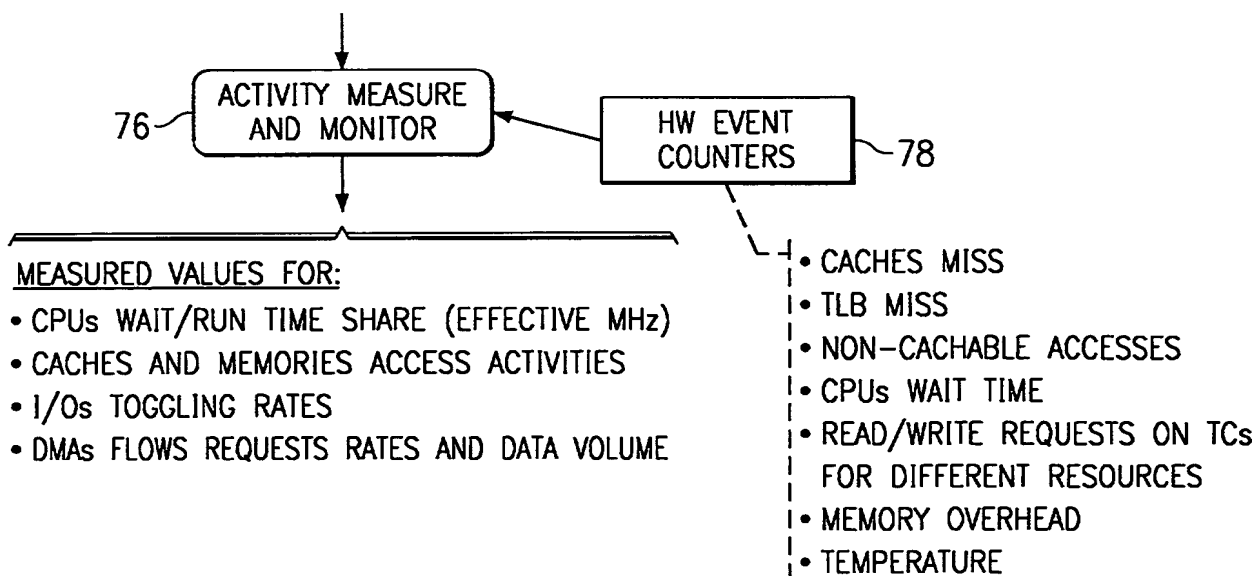 ACTIVITY MEASURE
AND MONITOR
76
HW EVENT
COUNTERS
78
MEASURED VALUES FOR:
• CPUs WAIT/RUN TIME SHARE (EFFECTIVE MHz)
• CACHES AND MEMORIES ACCESS ACTIVITIES
• I/Os TOGGLING RATES
• DMAs FLOWS REQUESTS RATES AND DATA VOLUME
• CACHES MISS
• TLB MISS
• NON-CACHABLE ACCESSES
• CPUs WAIT TIME
• READ/WRITE REQUESTS ON TCs
FOR DIFFERENT RESOURCES
• MEMORY OVERHEAD
• TEMPERATURE